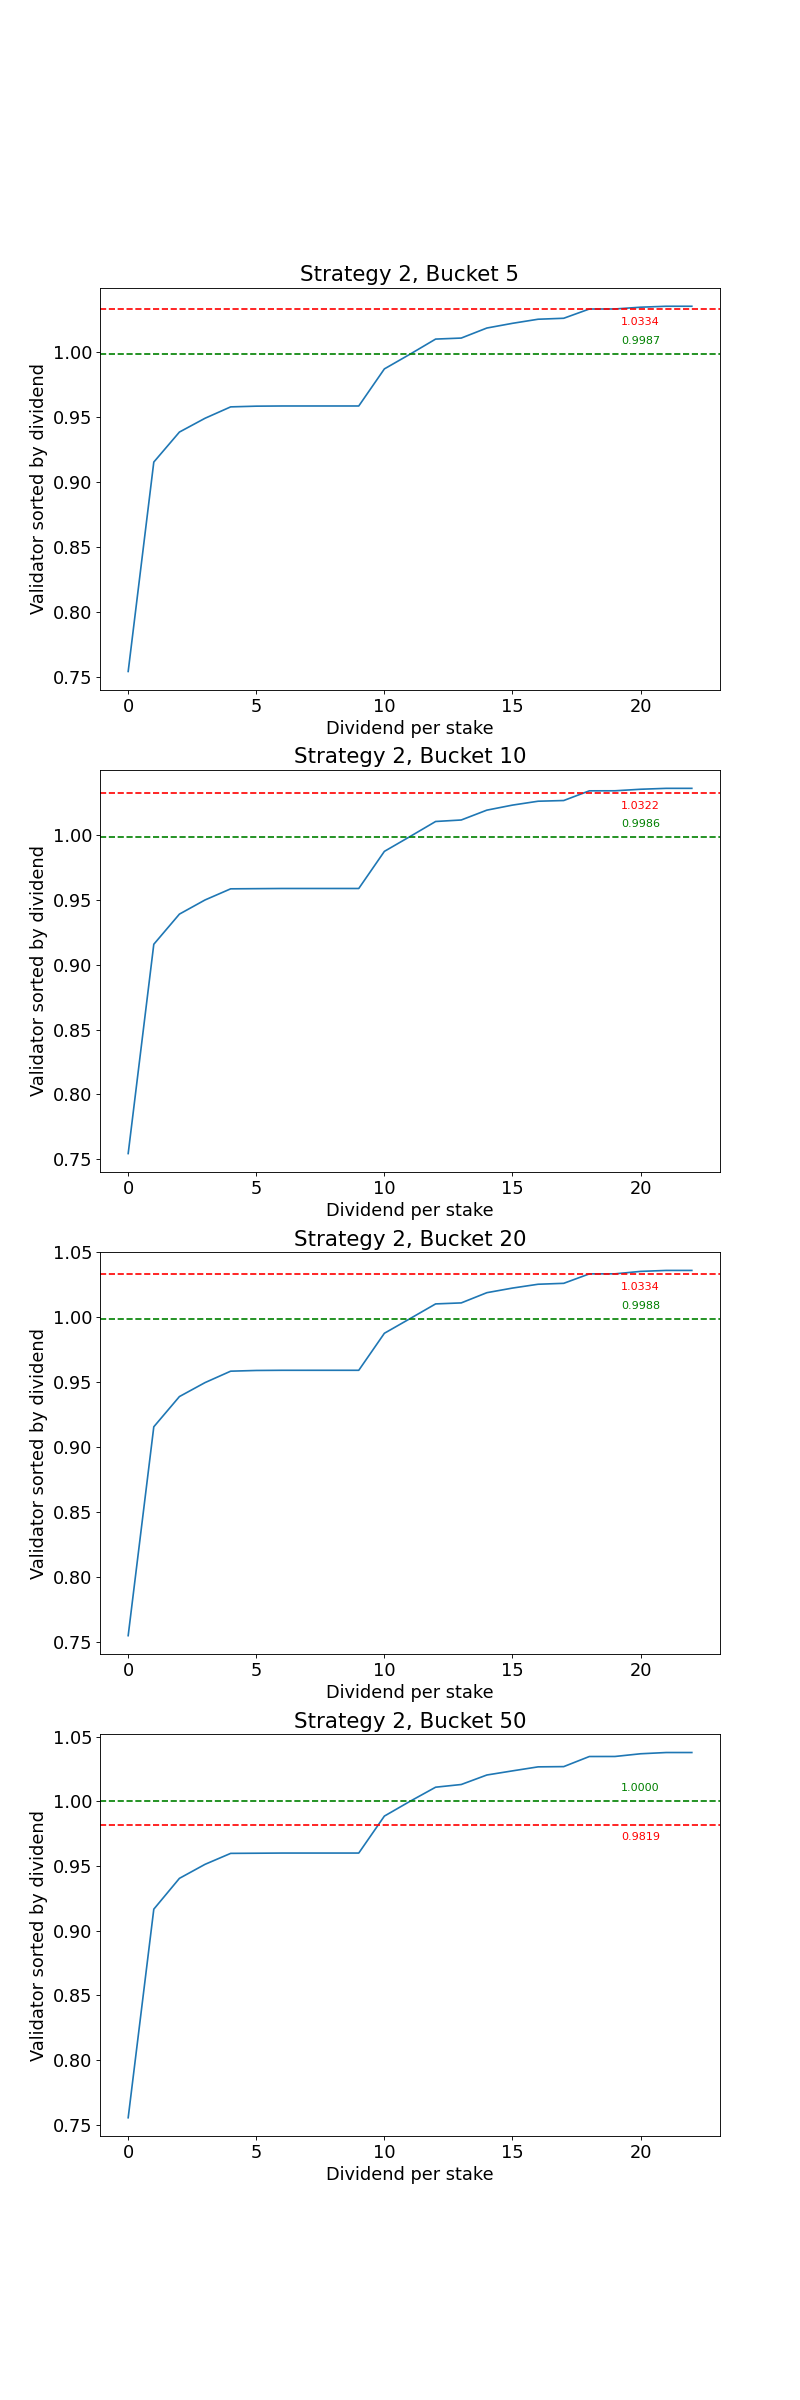 Strategy 2, Bucket 5
Validator sorted by dividend
1.00
0.95
0.90
0.85
0.80
0.75
1.0334
0.9987
0 5 10 15 20
Dividend per stake
Strategy 2, Bucket 10
Validator sorted by dividend
1.00
0.95
0.90
0.85
0.80
0.75
1.0322
0.9986
0 5 10 15 20
Dividend per stake
Strategy 2, Bucket 20
Validator sorted by dividend
1.05
1.00
0.95
0.90
0.85
0.80
0.75
1.0334
0.9988
0 5 10 15 20
Dividend per stake
Strategy 2, Bucket 50
Validator sorted by dividend
1.05
1.00
0.95
0.90
0.85
0.80
0.75
1.0000
0.9819
0 5 10 15 20
Dividend per stake